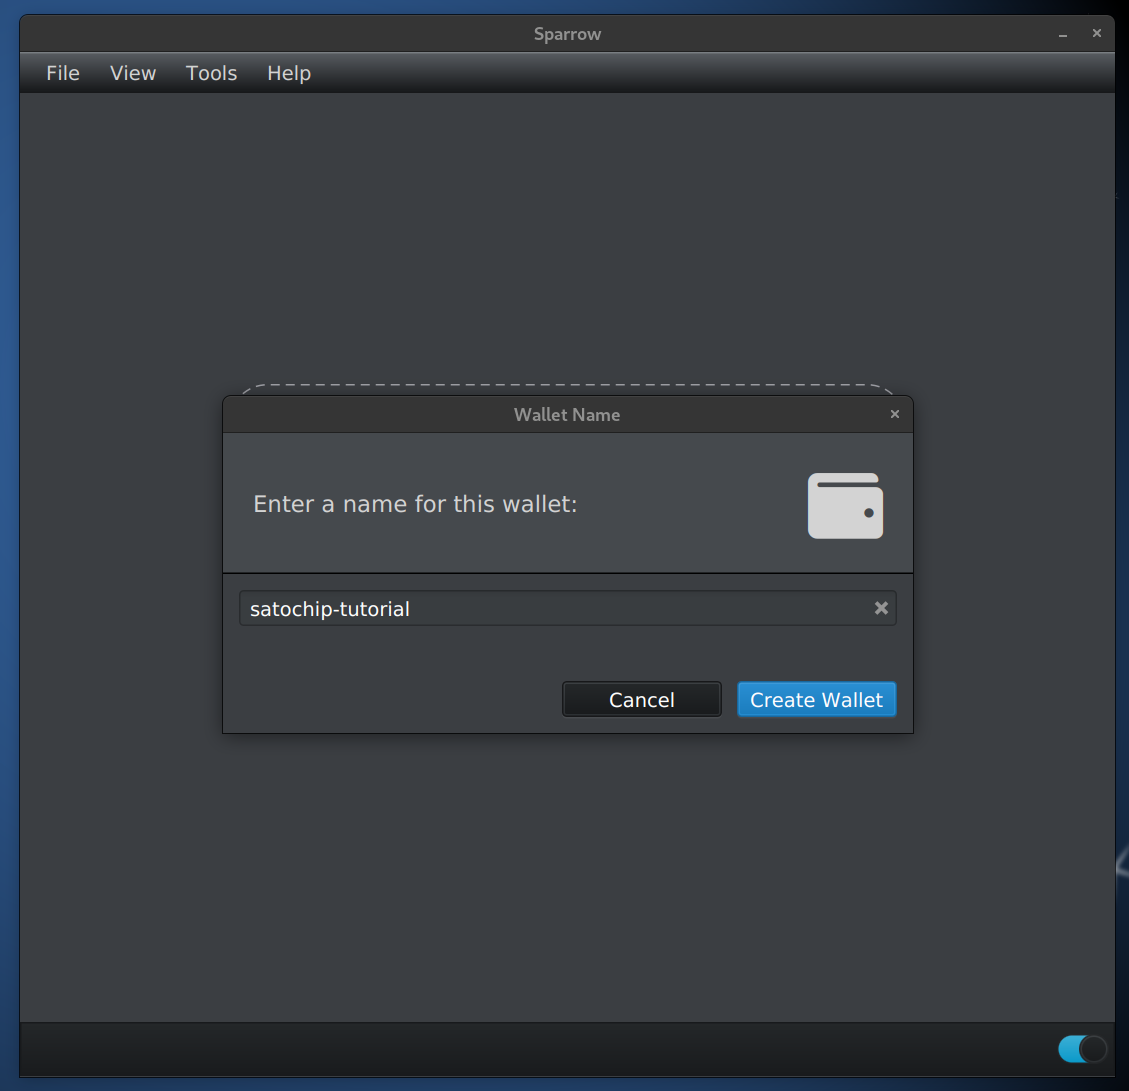 Sparrow
File View Tools Help
Wallet Name
Enter a name for this wallet:
satochip-tutorial
Cancel Create Wallet